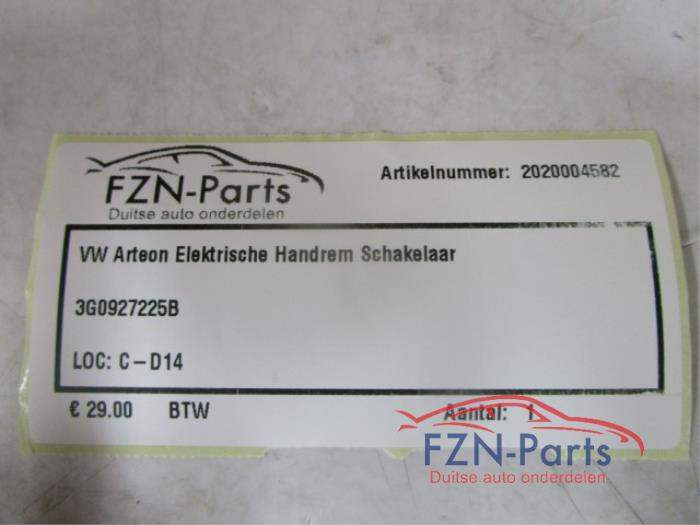 FZN-Parts
Duitse auto onderdelen
Artikelnummer: 2020004582
VW Arteon Elektrische Handrem Schakelaar
3G0927225B
LOC: C-D14
€ 29.00 BTW Aantal: 1
FZN-Parts
Duitse auto onderdelen